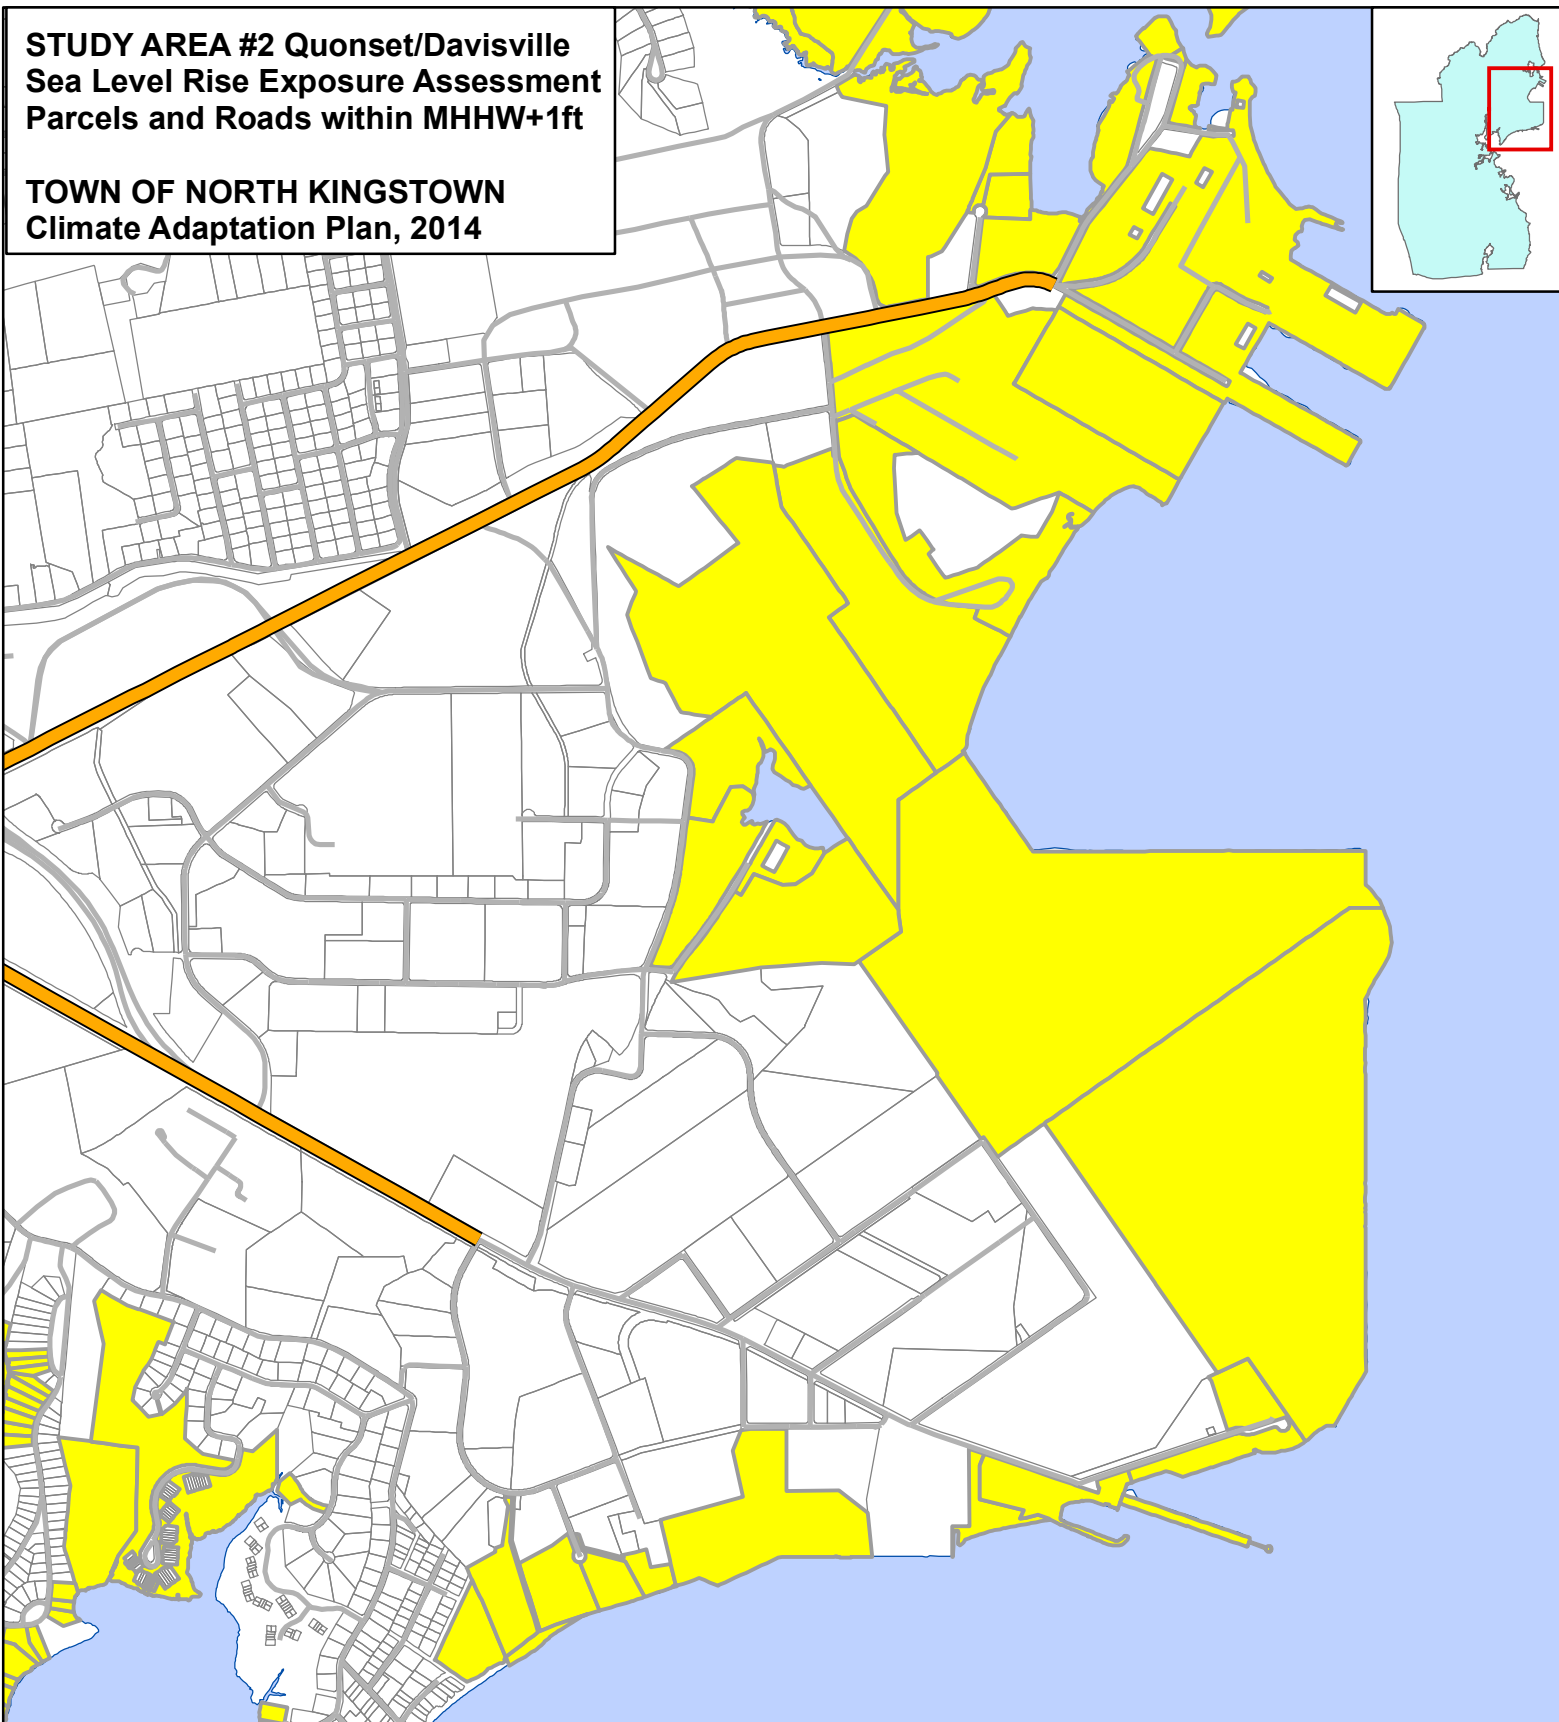 STUDY AREA #2 Quonset/Davisville
Sea Level Rise Exposure Assessment
Parcels and Roads within MHHW+1ft
TOWN OF NORTH KINGSTOWN
Climate Adaptation Plan, 2014